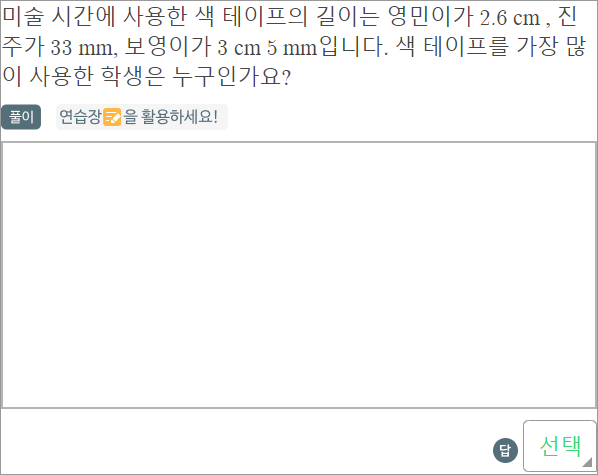 미술 시간에 사용한 색 테이프의 길이는 영민이가 2.6 cm , 진
주가 33 mm, 보영이가 3 cm 5 mm입니다. 색 테이프를 가장 많
이 사용한 학생은 누구인가요?
풀이 연습장을 활용하세요!
답 선택